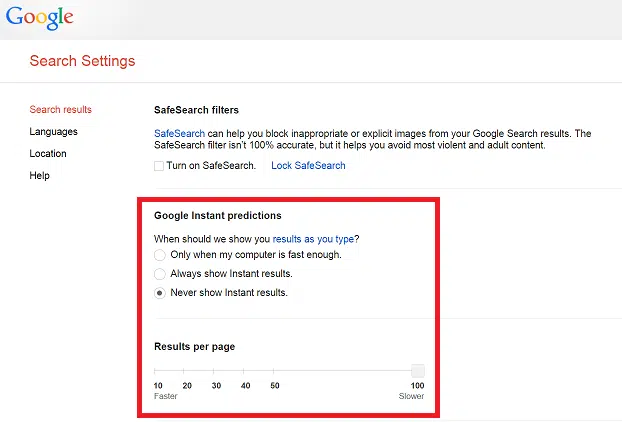 Google
Search Settings
Search results
Languages
Location
Help
SafeSearch filters
SafeSearch can help you block inappropriate or explicit images from your Google Search results. The
SafeSearch filter isn't 100% accurate, but it helps you avoid most violent and adult content.
Turn on SafeSearch. Lock SafeSearch
Google Instant predictions
When should we show you results as you type?
Only when my computer is fast enough.
Always show Instant results.
Never show Instant results.
Results per page
10 20 30 40 50 100
Faster Slower